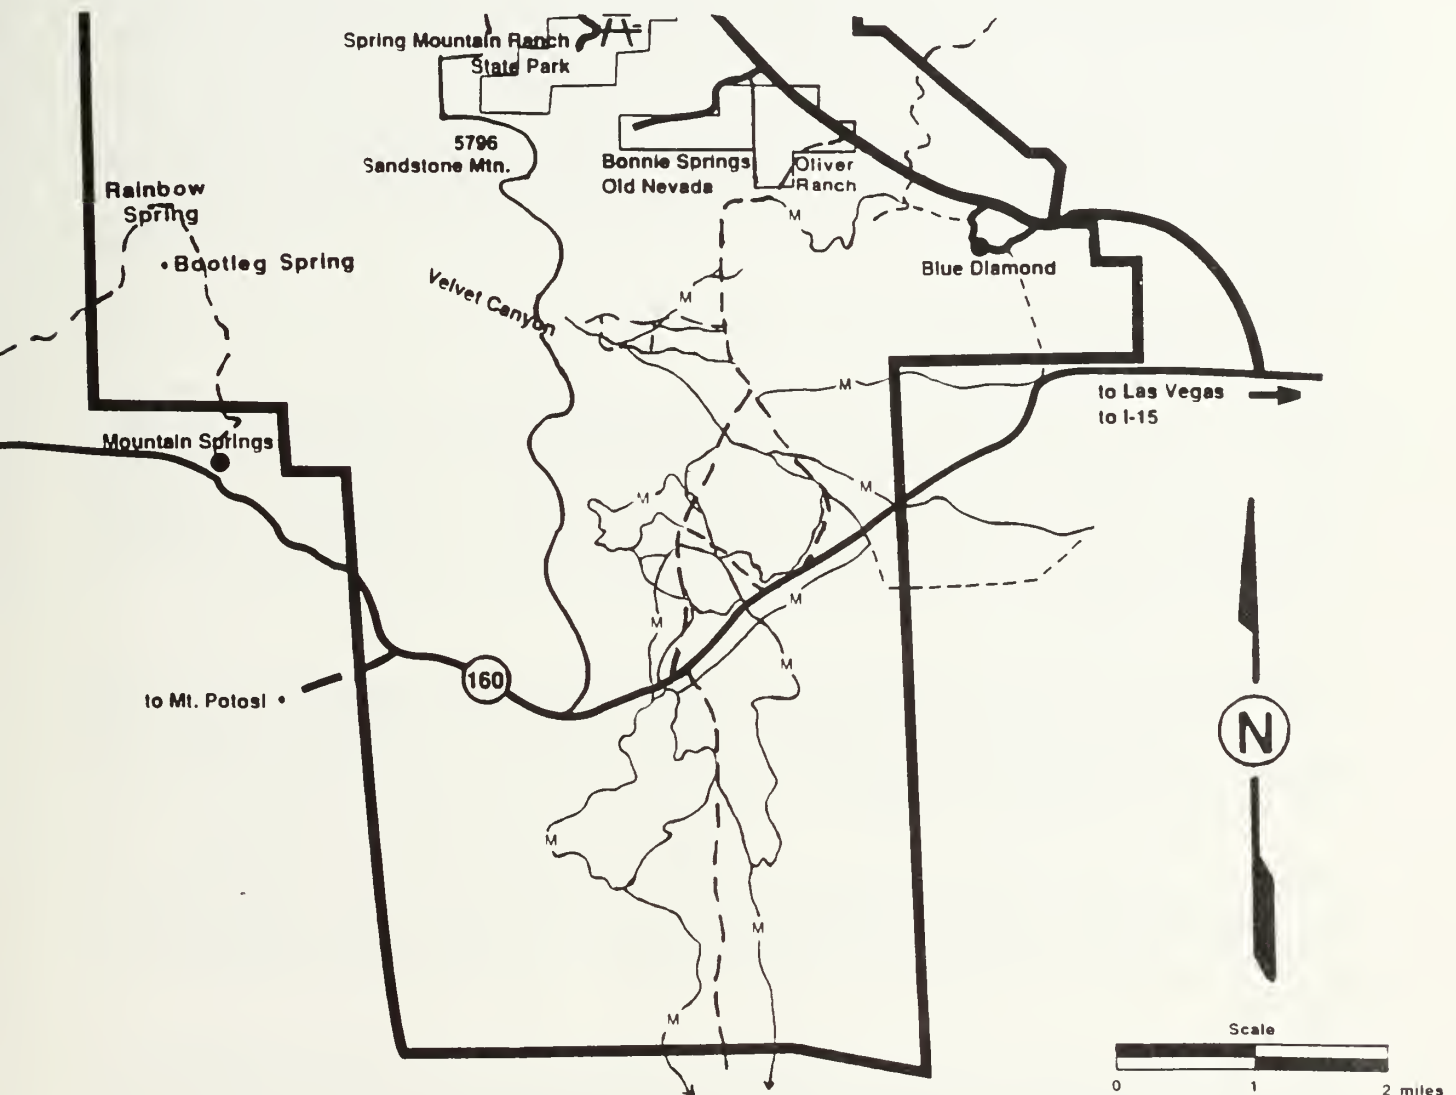 Spring Mountain Ranch
State Park
5796
Sandstone Mtn.
Bonnie Springs
Old Nevada
Oliver
Ranch
Rainbow
Spring
Bootleg Spring
M
Blue Diamond
Velvet Canyon
M
M
to Las Vegas
to I-15
Mountain Springs
M
M
M
M
M
160
to Mt. Potosi
N
M
M
M
Scale
0 1 2 miles